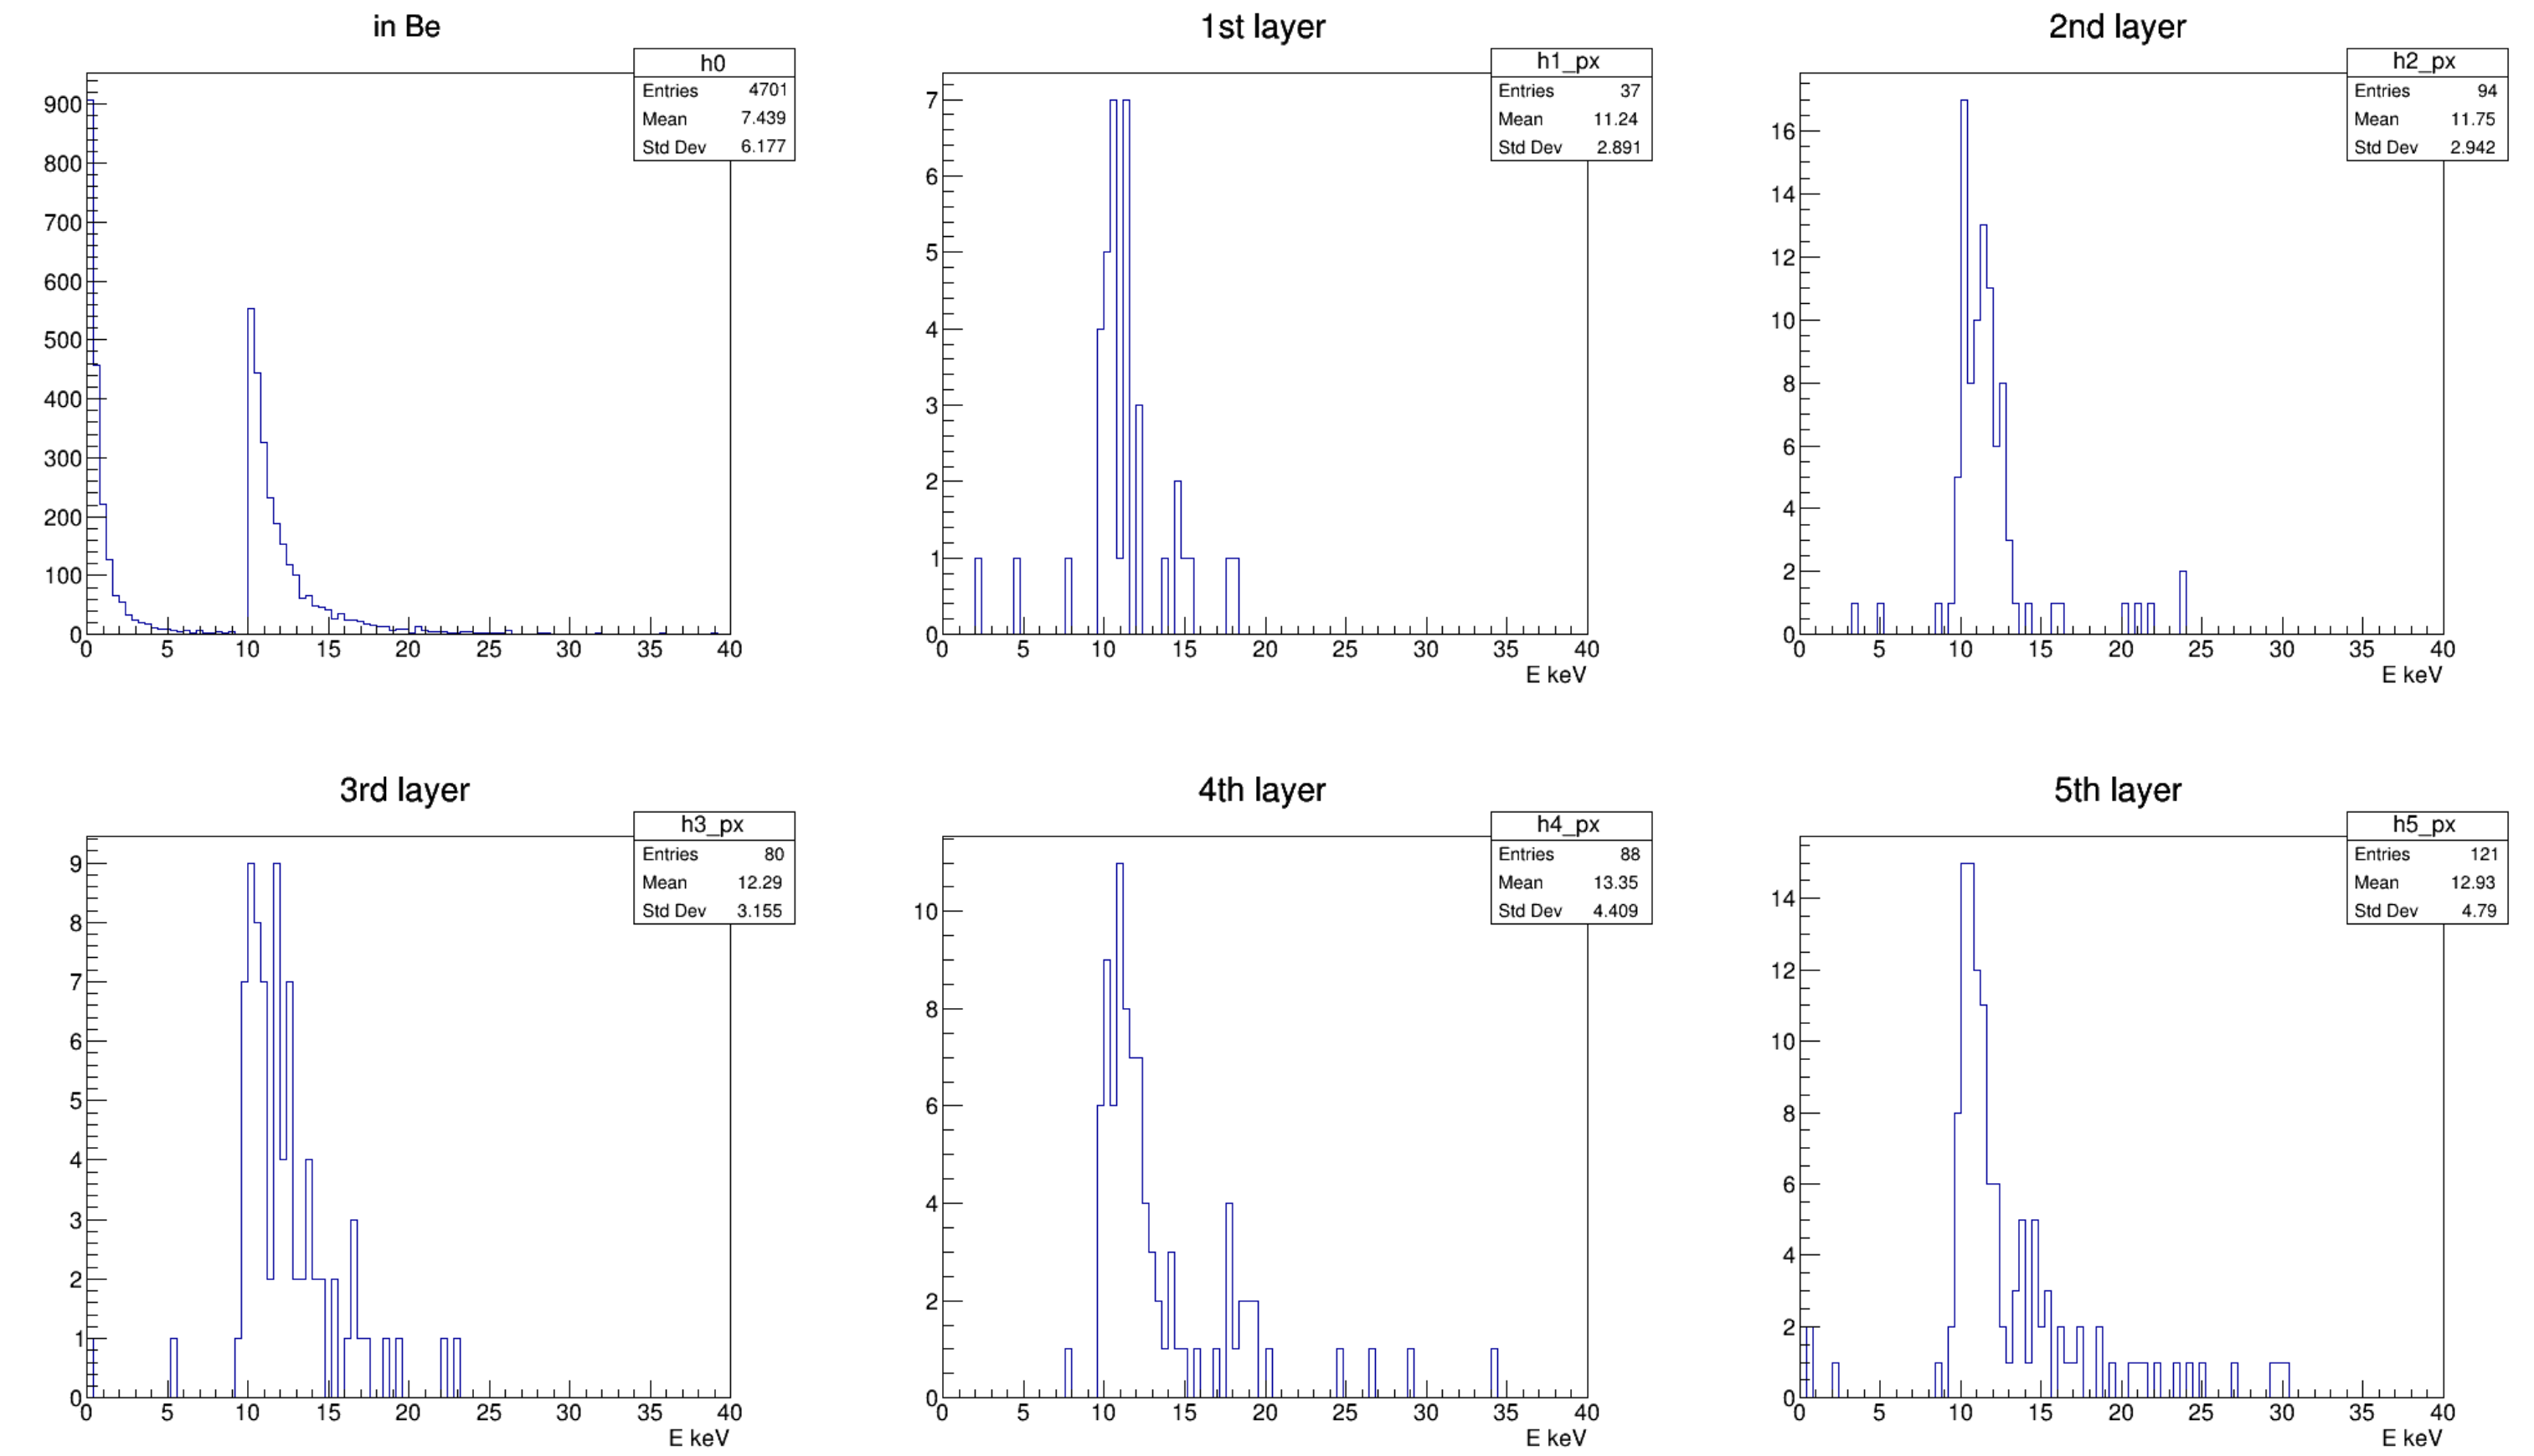 in Be
h0
Entries 4701
Mean 7.439
Std Dev 6.177
900
800
700
600
500
400
300
200
100
0
0 5 10 15 20 25 30 35 40
1st layer
h1_px
Entries 37
Mean 11.24
Std Dev 2.891
7
6
5
4
3
2
1
0
0 5 10 15 20 25 30 35 40
E keV
2nd layer
h2_px
Entries 94
Mean 11.75
Std Dev 2.942
16
14
12
10
8
6
4
2
0
0 5 10 15 20 25 30 35 40
E keV
3rd layer
h3_px
Entries 80
Mean 12.29
Std Dev 3.155
9
8
7
6
5
4
3
2
1
0
0 5 10 15 20 25 30 35 40
E keV
4th layer
h4_px
Entries 88
Mean 13.35
Std Dev 4.409
10
8
6
4
2
0
0 5 10 15 20 25 30 35 40
E keV
5th layer
h5_px
Entries 121
Mean 12.93
Std Dev 4.79
14
12
10
8
6
4
2
0
0 5 10 15 20 25 30 35 40
E keV